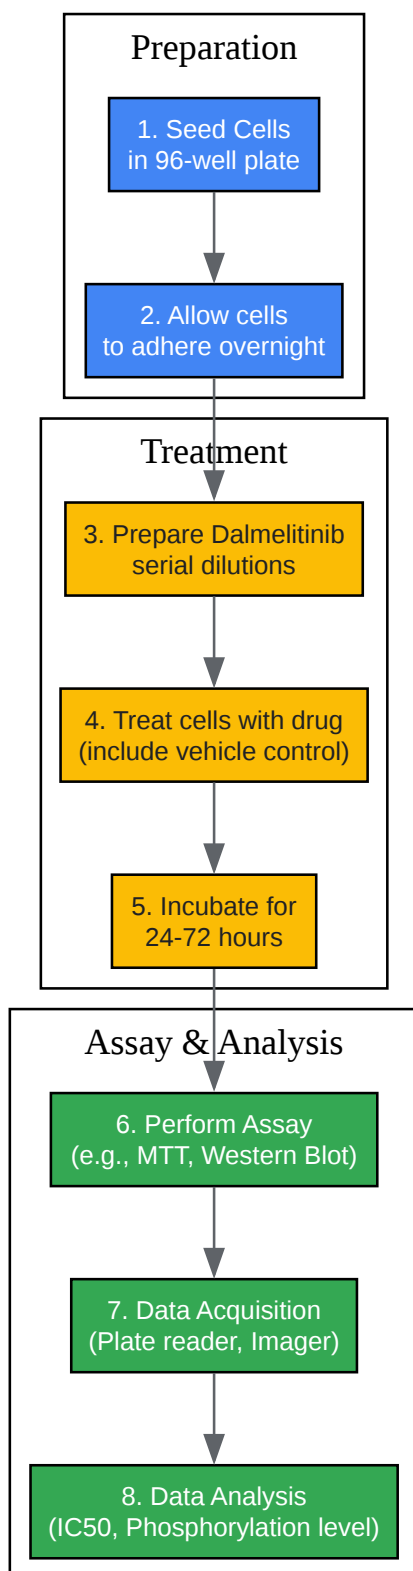 Preparation
1. Seed Cells
in 96-well plate
2. Allow cells
to adhere overnight
Treatment
3. Prepare Dalmelitinib
serial dilutions
4. Treat cells with drug
(include vehicle control)
5. Incubate for
24-72 hours
Assay & Analysis
6. Perform Assay
(e.g., MTT, Western Blot)
7. Data Acquisition
(Plate reader, Imager)
8. Data Analysis
(IC50, Phosphorylation level)